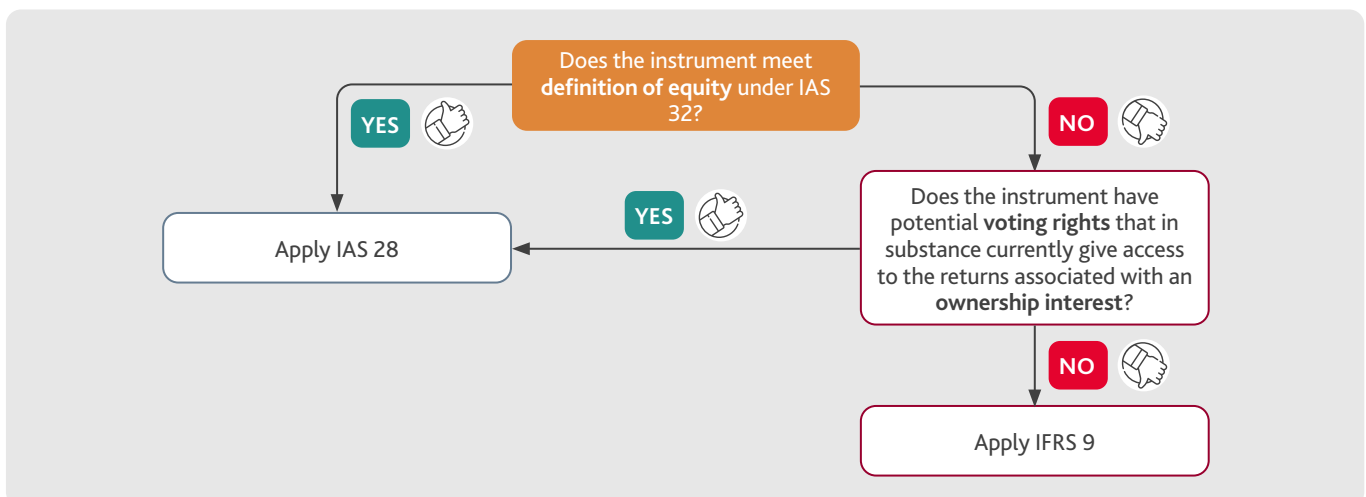 Does the instrument meet
definition of equity under IAS
32?
YES
NO
Does the instrument have
potential voting rights that in
substance currently give access
to the returns associated with an
ownership interest?
YES
Apply IAS 28
NO
Apply IFRS 9